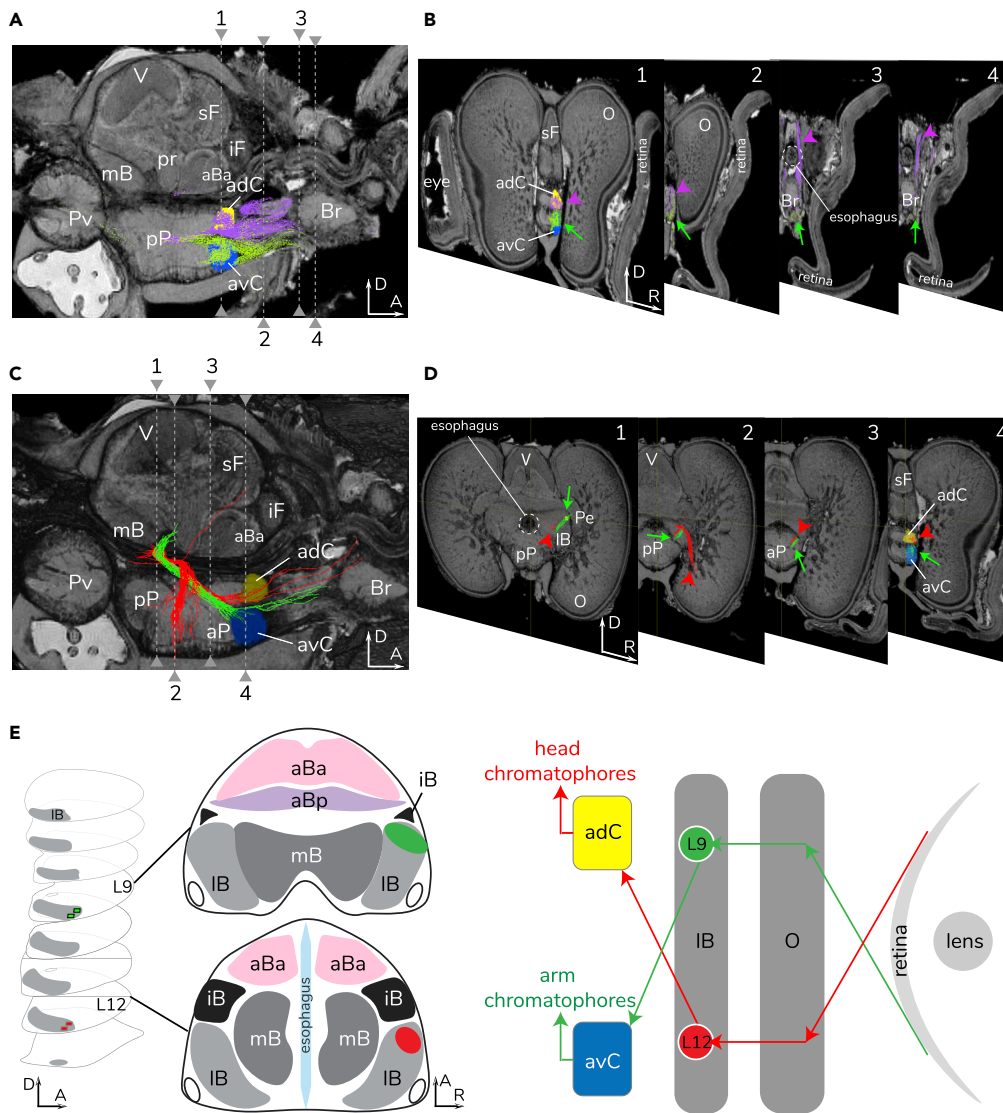 A
1
3
V
sF
iF
pr
mB
aBa
adC
Pv
pP
Br
avC
D
A
2
4
B
1
2
3
4
O
sF
O
retina
retina
eye
adC
avC
Br
esophagus
Br
retina
retina
D
R
C
1
3
V
sF
mB
iF
aBa
adC
Pv
pP
Br
aP
avC
D
A
2
4
D
esophagus
1
2
3
4
V
V
sF
adC
Pe
lB
pP
pP
aP
avC
O
D
R
E
lB
L9
L12
D
A
aBa
aBp
iB
mB
lB
lB
aBa
aBa
iB
iB
esophagus
mB
mB
lB
lB
A
R
head
chromatophores
adC
L9
lB
O
retina
lens
arm
chromatophores
avC
L12